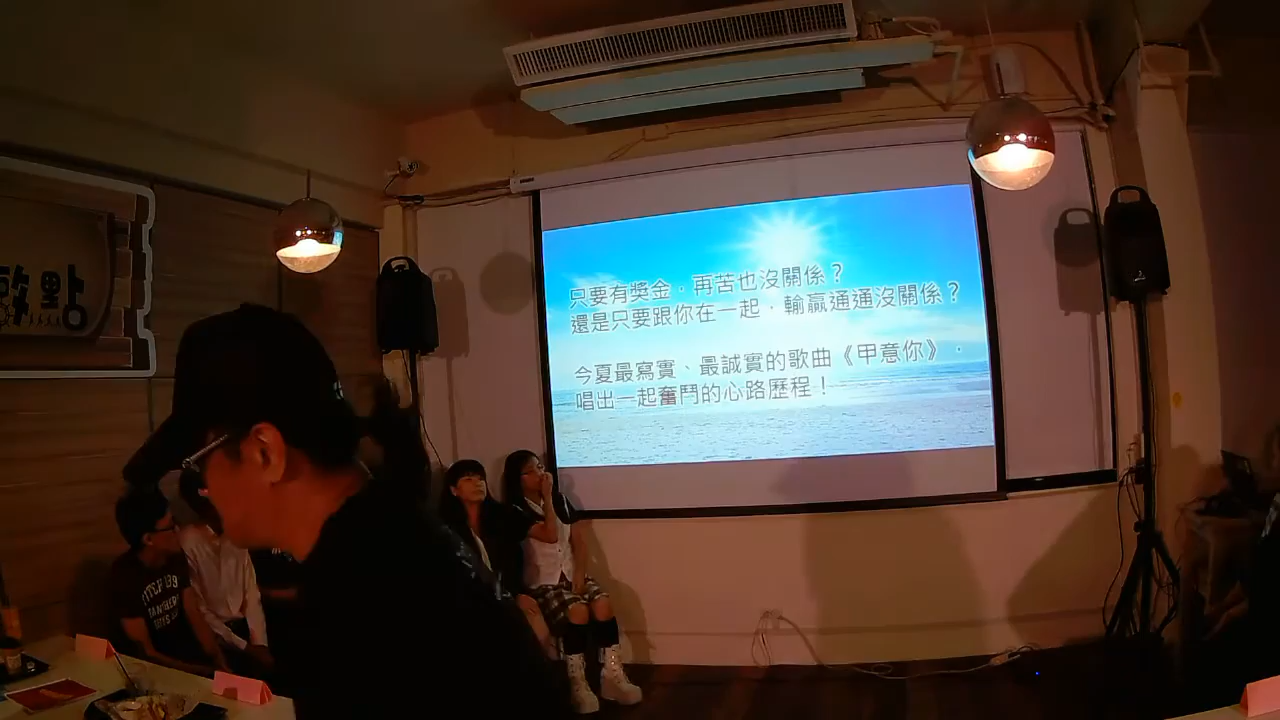 只要有獎金．再苦也沒關係？
還是只要跟你在一起．輸贏通通沒關係？
今夏最寫實、最誠實的歌曲《甲意你》．
唱出一起奮鬥的心路歷程！
點